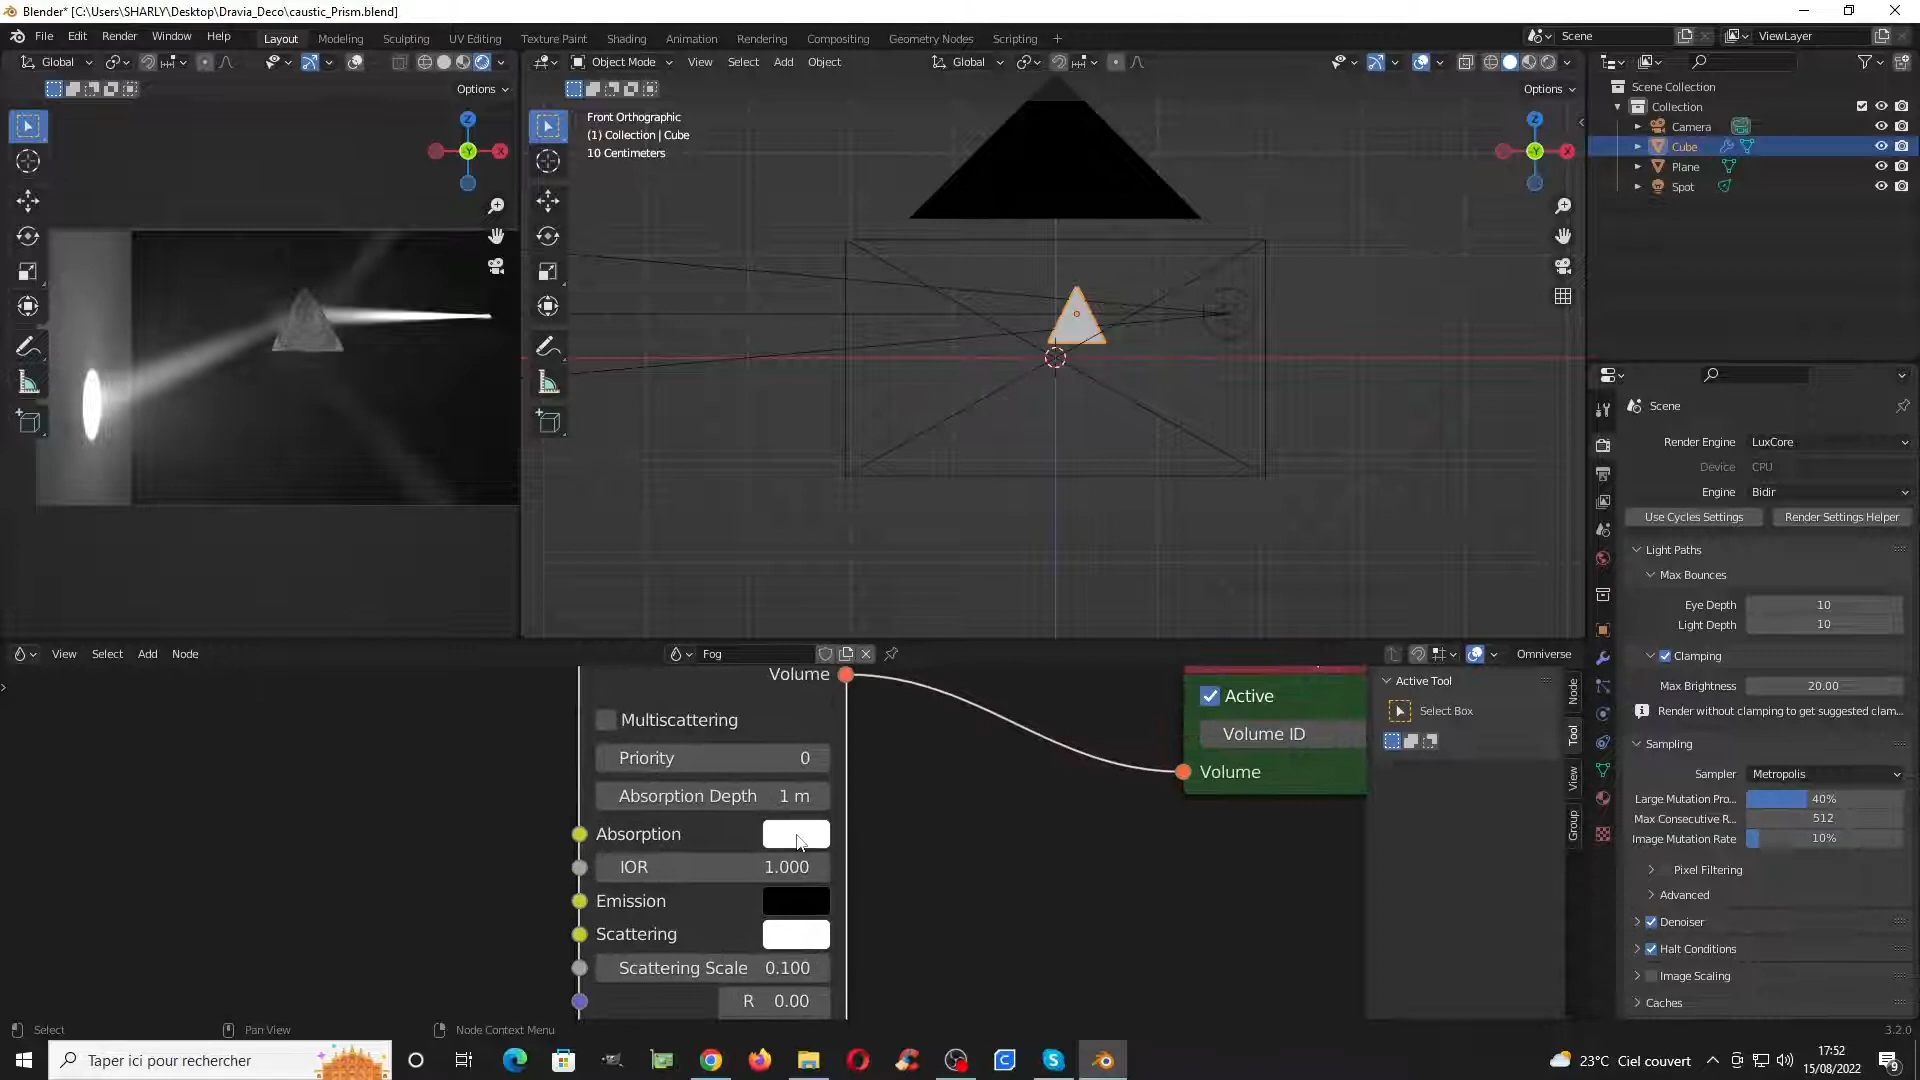 Blender* [C:\Users\SHARLY\Desktop\Dravia_Deco\caustic_Prism.blend]
File Edit Render Window Help Layout Modeling Sculpting UV Editing Texture Paint Shading Animation Rendering Compositing Geometry Nodes Scripting + Scene ViewLayer
Global Object Mode View Select Add Object Global
Options Options
Scene Collection
Collection
Camera
Cube
Plane
Spot
Front Orthographic
(1) Collection | Cube
10 Centimeters
Z
X
-Y
Z
X
-Y
Scene
Render Engine LuxCore
Device CPU
Engine Bidir
Use Cycles Settings Render Settings Helper
Light Paths
Max Bounces
Eye Depth 10
Light Depth 10
Clamping
Max Brightness 20.00
Render without clamping to get suggested clam...
Sampling
Sampler Metropolis
Large Mutation Pro... 40%
Max Consecutive R... 512
Image Mutation Rate 10%
Pixel Filtering
Advanced
Denoiser
Halt Conditions
Image Scaling
Caches
View Select Add Node Fog Omniverse
Volume
Multiscattering
Priority 0
Absorption Depth 1 m
Absorption
IOR 1.000
Emission
Scattering
Scattering Scale 0.100
R 0.00
Active
Volume ID
Volume
Active Tool
Select Box
Node
Tool
View
Group
Select Pan View Node Context Menu 3.2.0
Taper ici pour rechercher 23°C Ciel couvert 17:52
15/08/2022
9